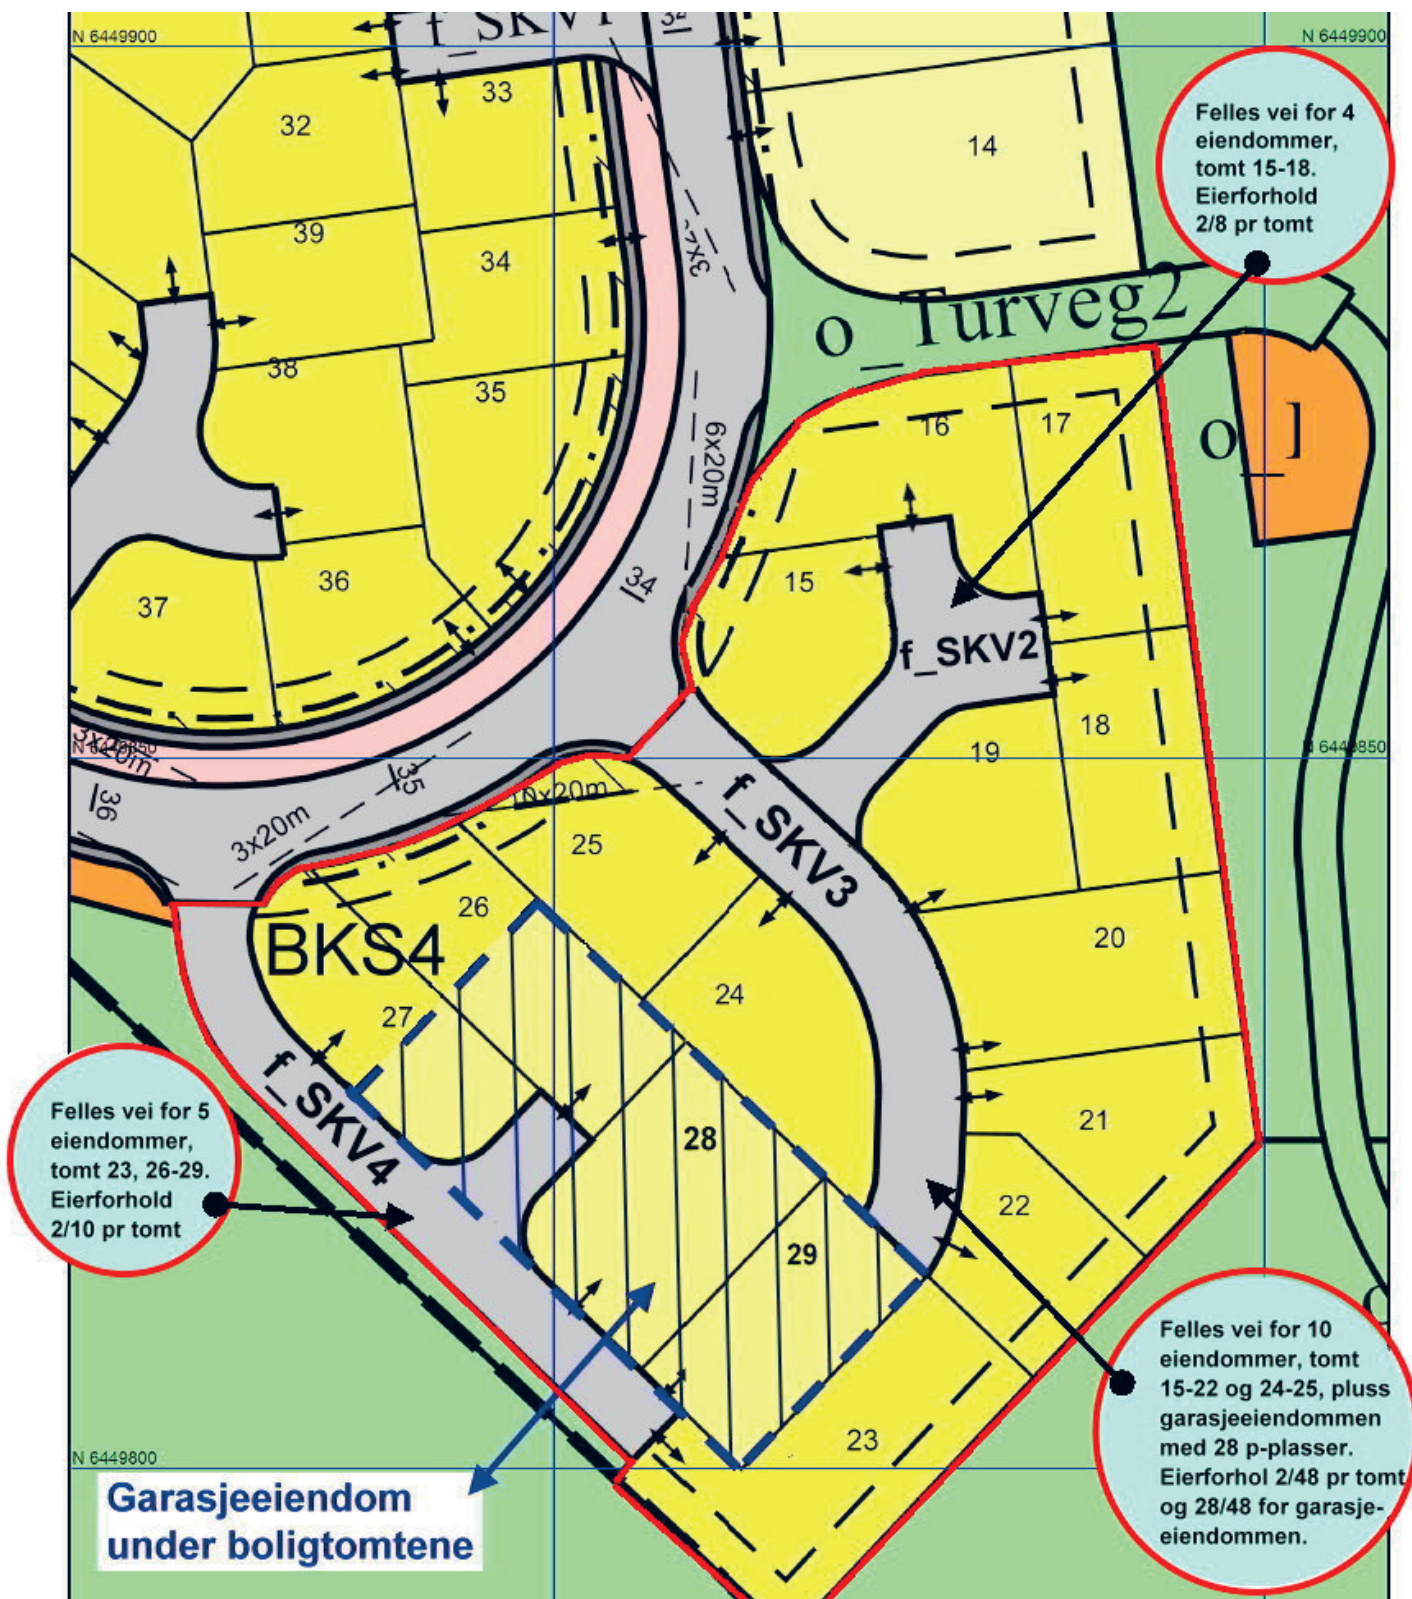 f_SKV1
N 6449900
N 6449900
32
33
34
39
34
38
35
36
37
14
Felles vei for 4
eiendommer,
tomt 15-18.
Eierforhold
2/8 pr tomt
o_Turveg2
16
17
6x20m
15
f_SKV2
18
19
34
35
36
3x20m
3x20m
10x20m
N 6449850
N 6449850
f_SKV3
25
26
BKS4
24
27
20
21
22
28
29
23
f_SKV4
Felles vei for 5
eiendommer,
tomt 23, 26-29.
Eierforhold
2/10 pr tomt
Felles vei for 10
eiendommer, tomt
15-22 og 24-25, pluss
garasjeeiendommen
med 28 p-plasser.
Eierforhol 2/48 pr tomt
og 28/48 for garasje-
eiendommen.
N 6449800
Garasjeeiendom
under boligtomtene